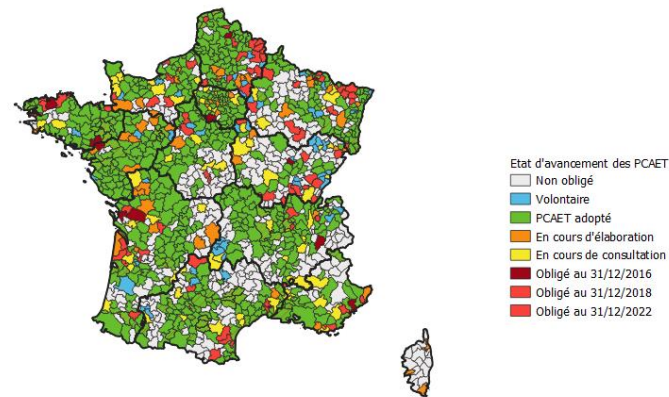 Etat d'avancement des PCAET
Non obligé
Volontaire
PCAET adopté
En cours d'élaboration
En cours de consultation
Obligé au 31/12/2016
Obligé au 31/12/2018
Obligé au 31/12/2022